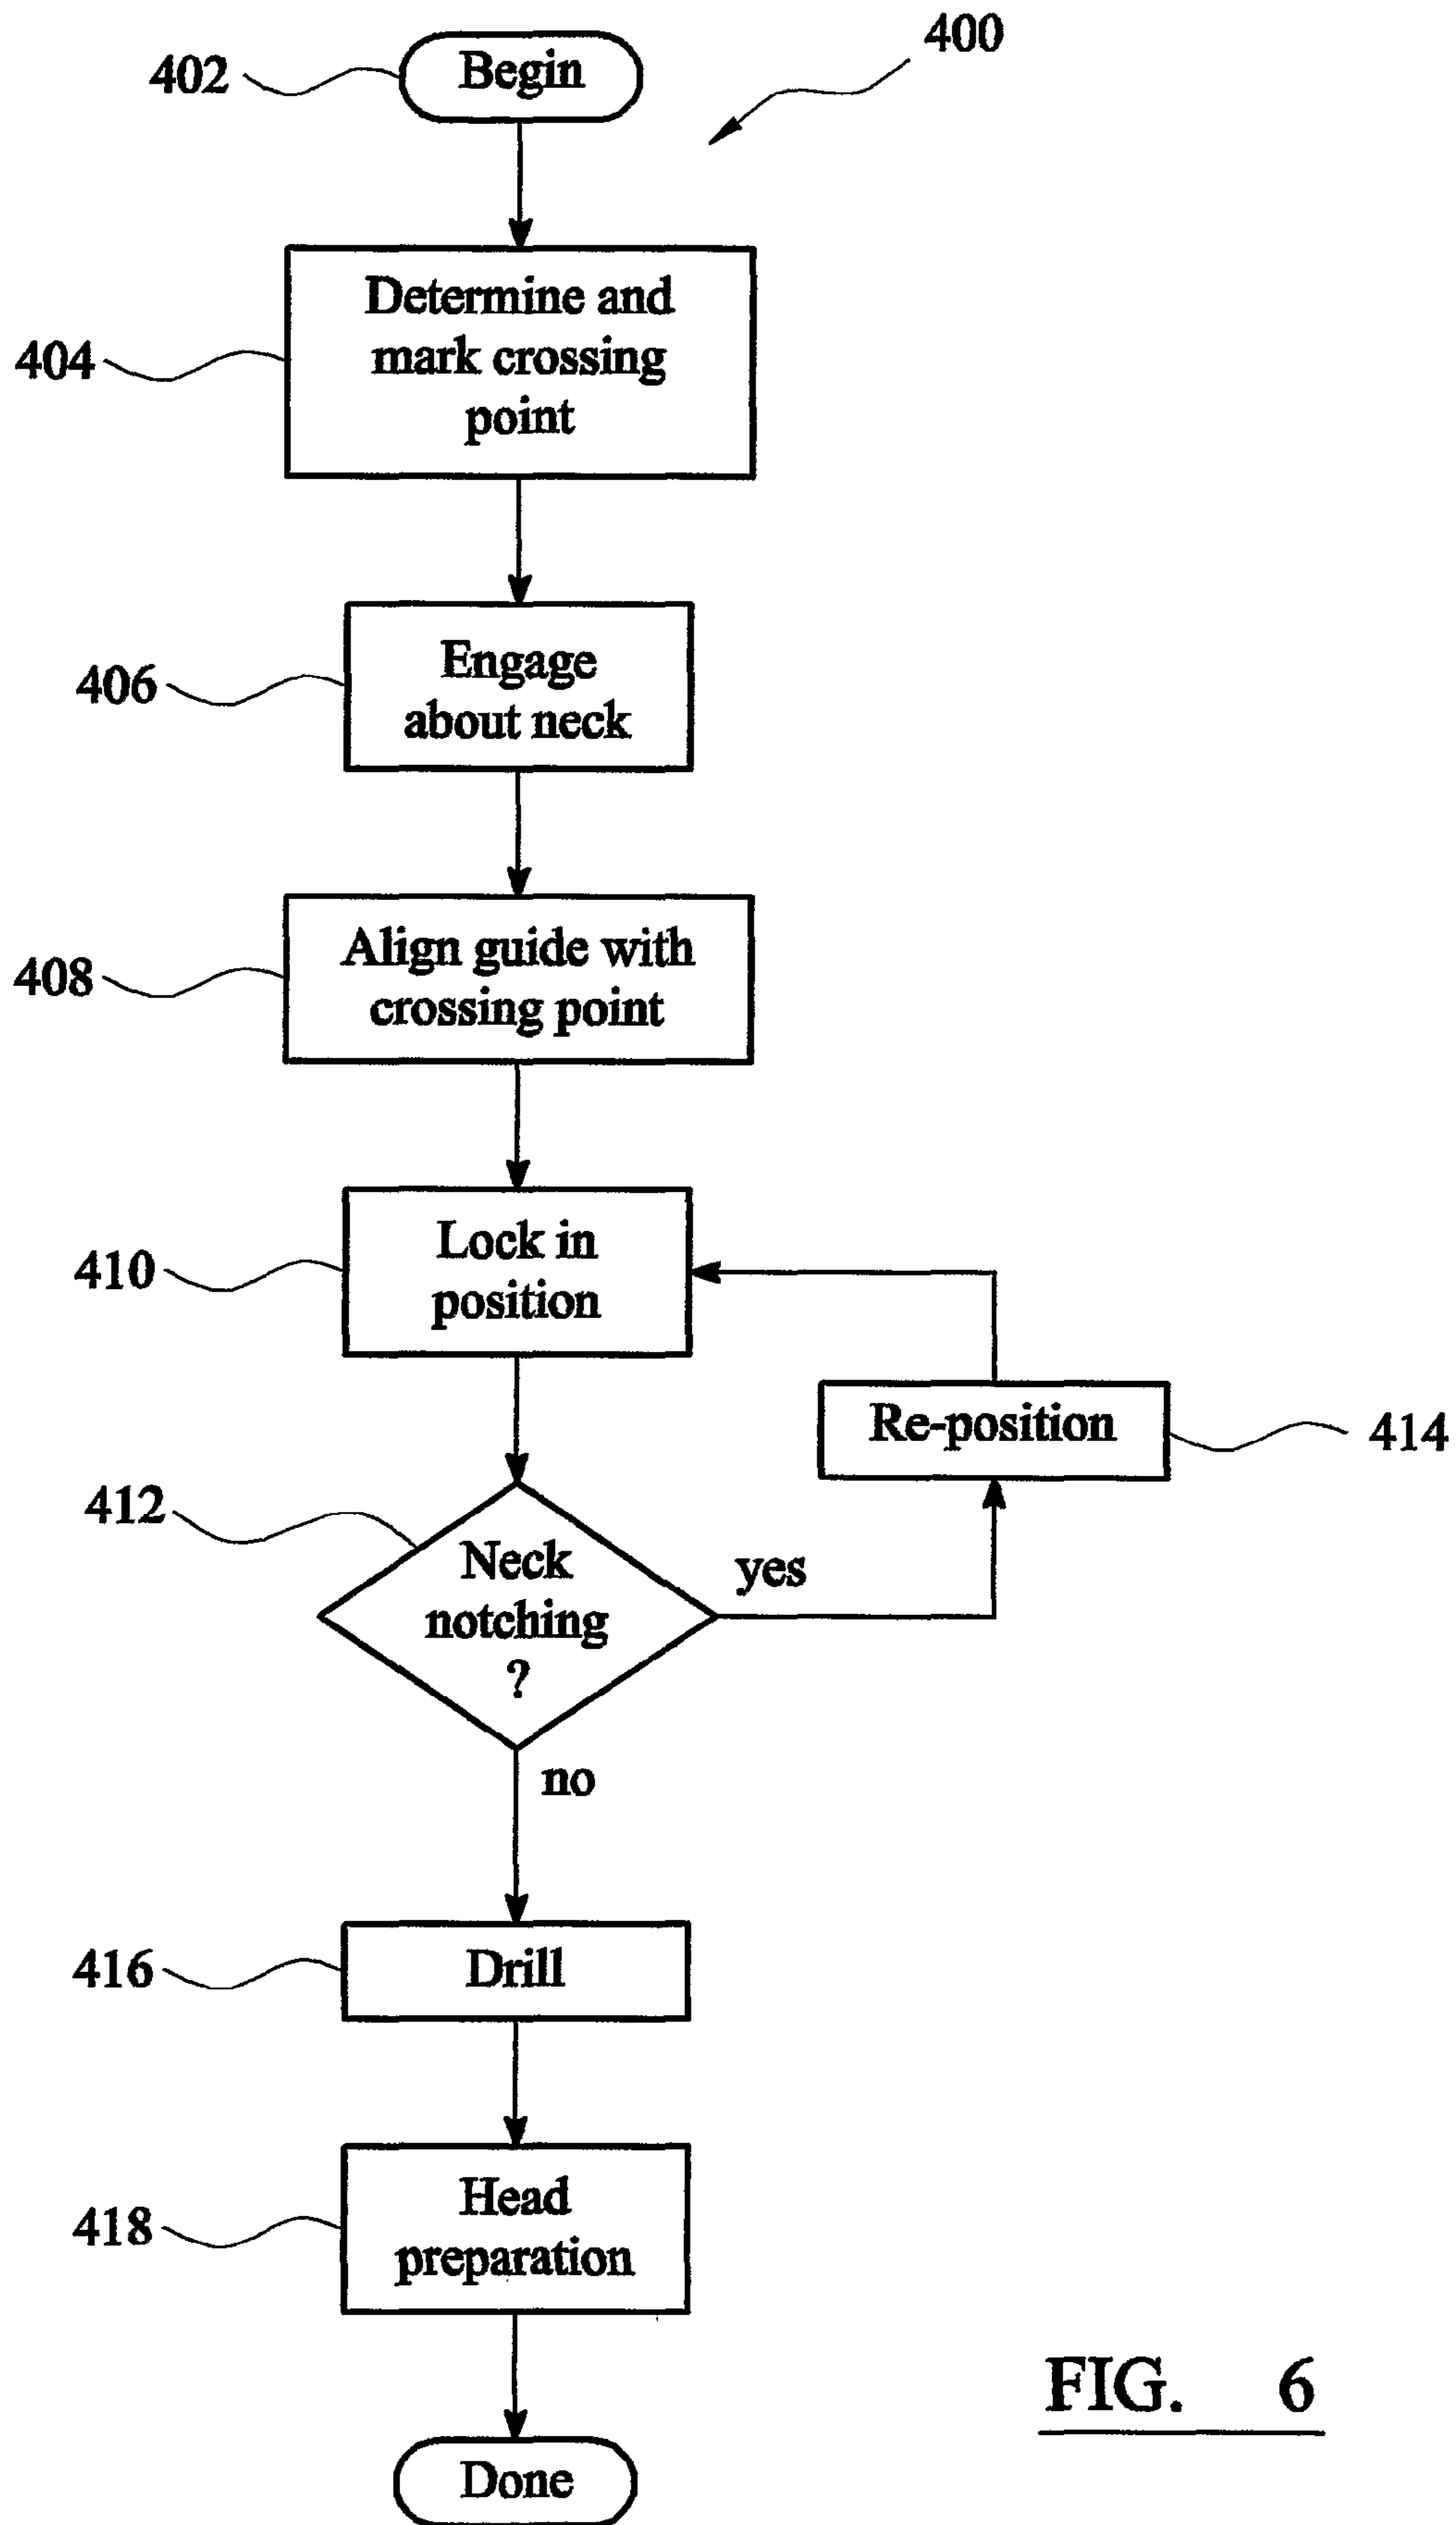 400
402
Begin
404
Determine and
mark crossing
point
406
Engage
about neck
408
Align guide with
crossing point
410
Lock in
position
Re-position
414
412
Neck
notching
?
yes
no
416
Drill
418
Head
preparation
Done
FIG. 6